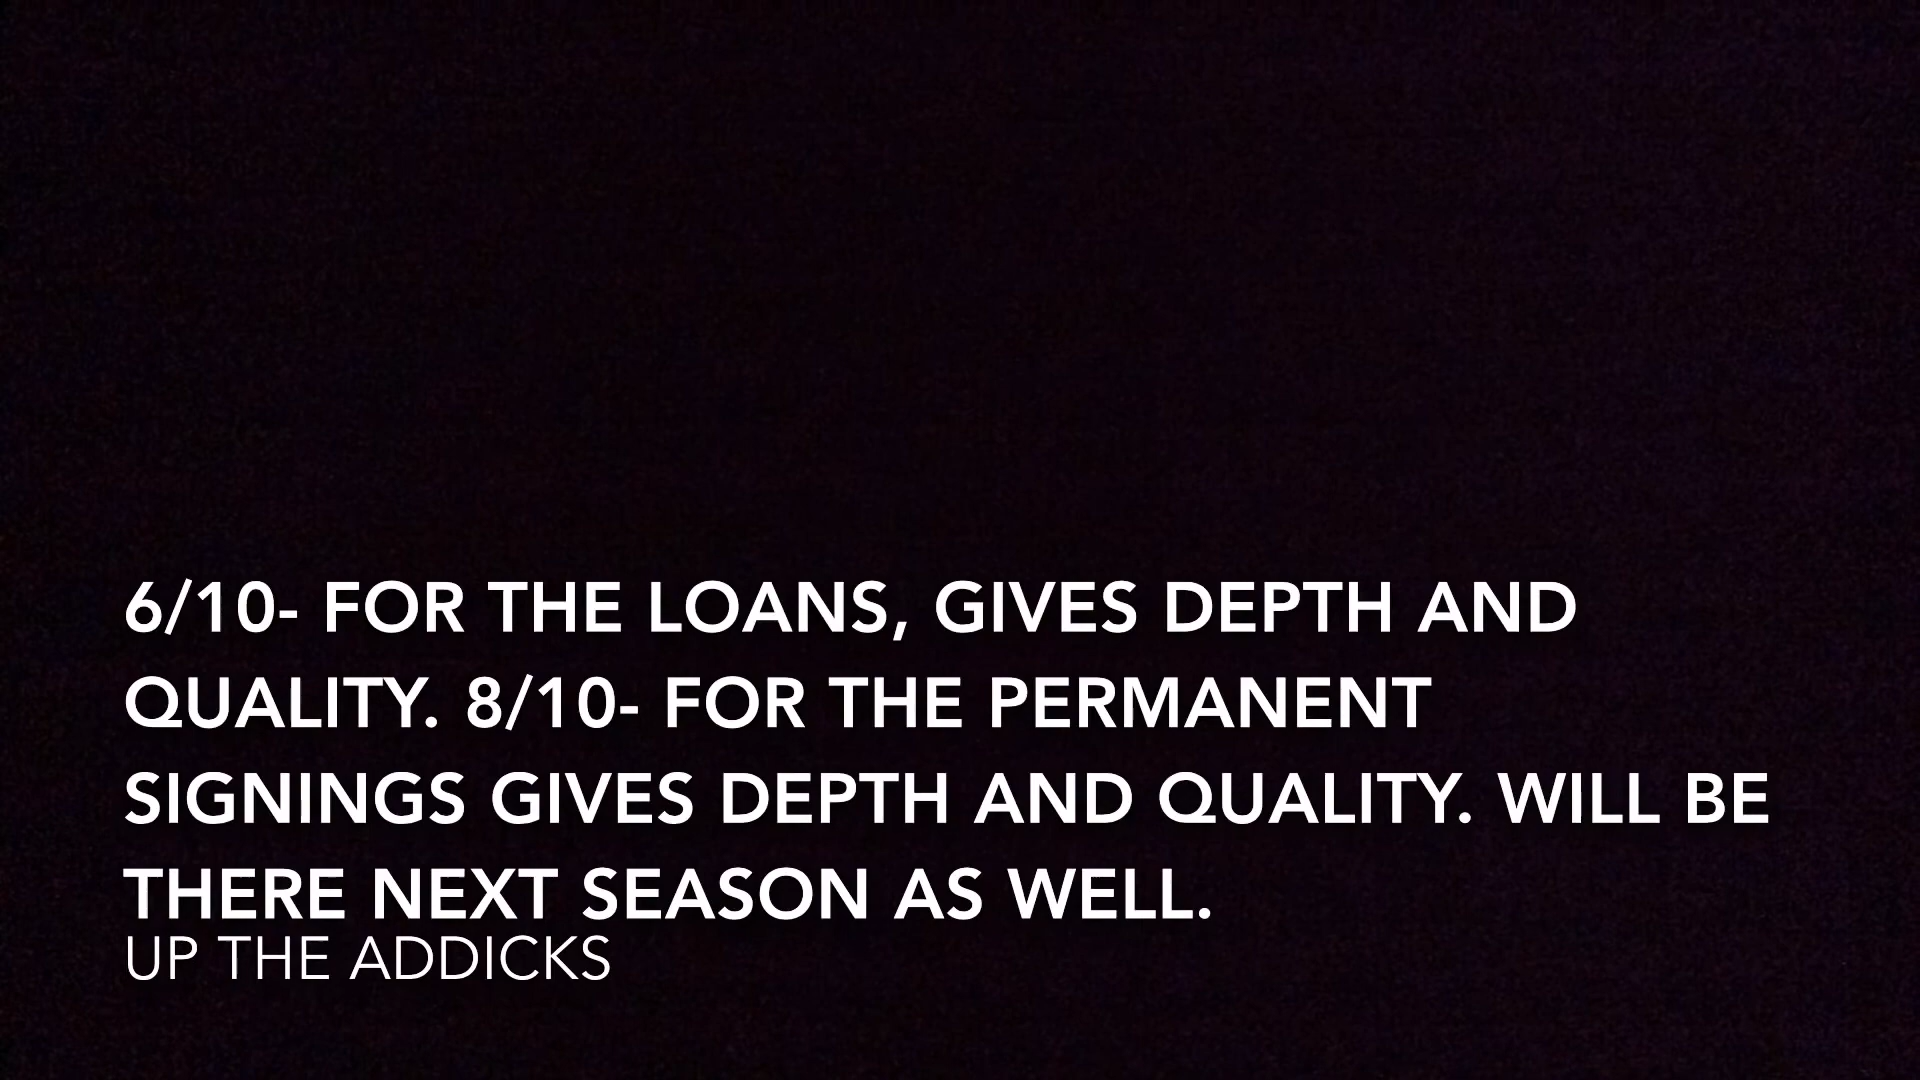 6/10- FOR THE LOANS, GIVES DEPTH AND
QUALITY. 8/10- FOR THE PERMANENT
SIGNINGS GIVES DEPTH AND QUALITY. WILL BE
THERE NEXT SEASON AS WELL.
UP THE ADDICKS